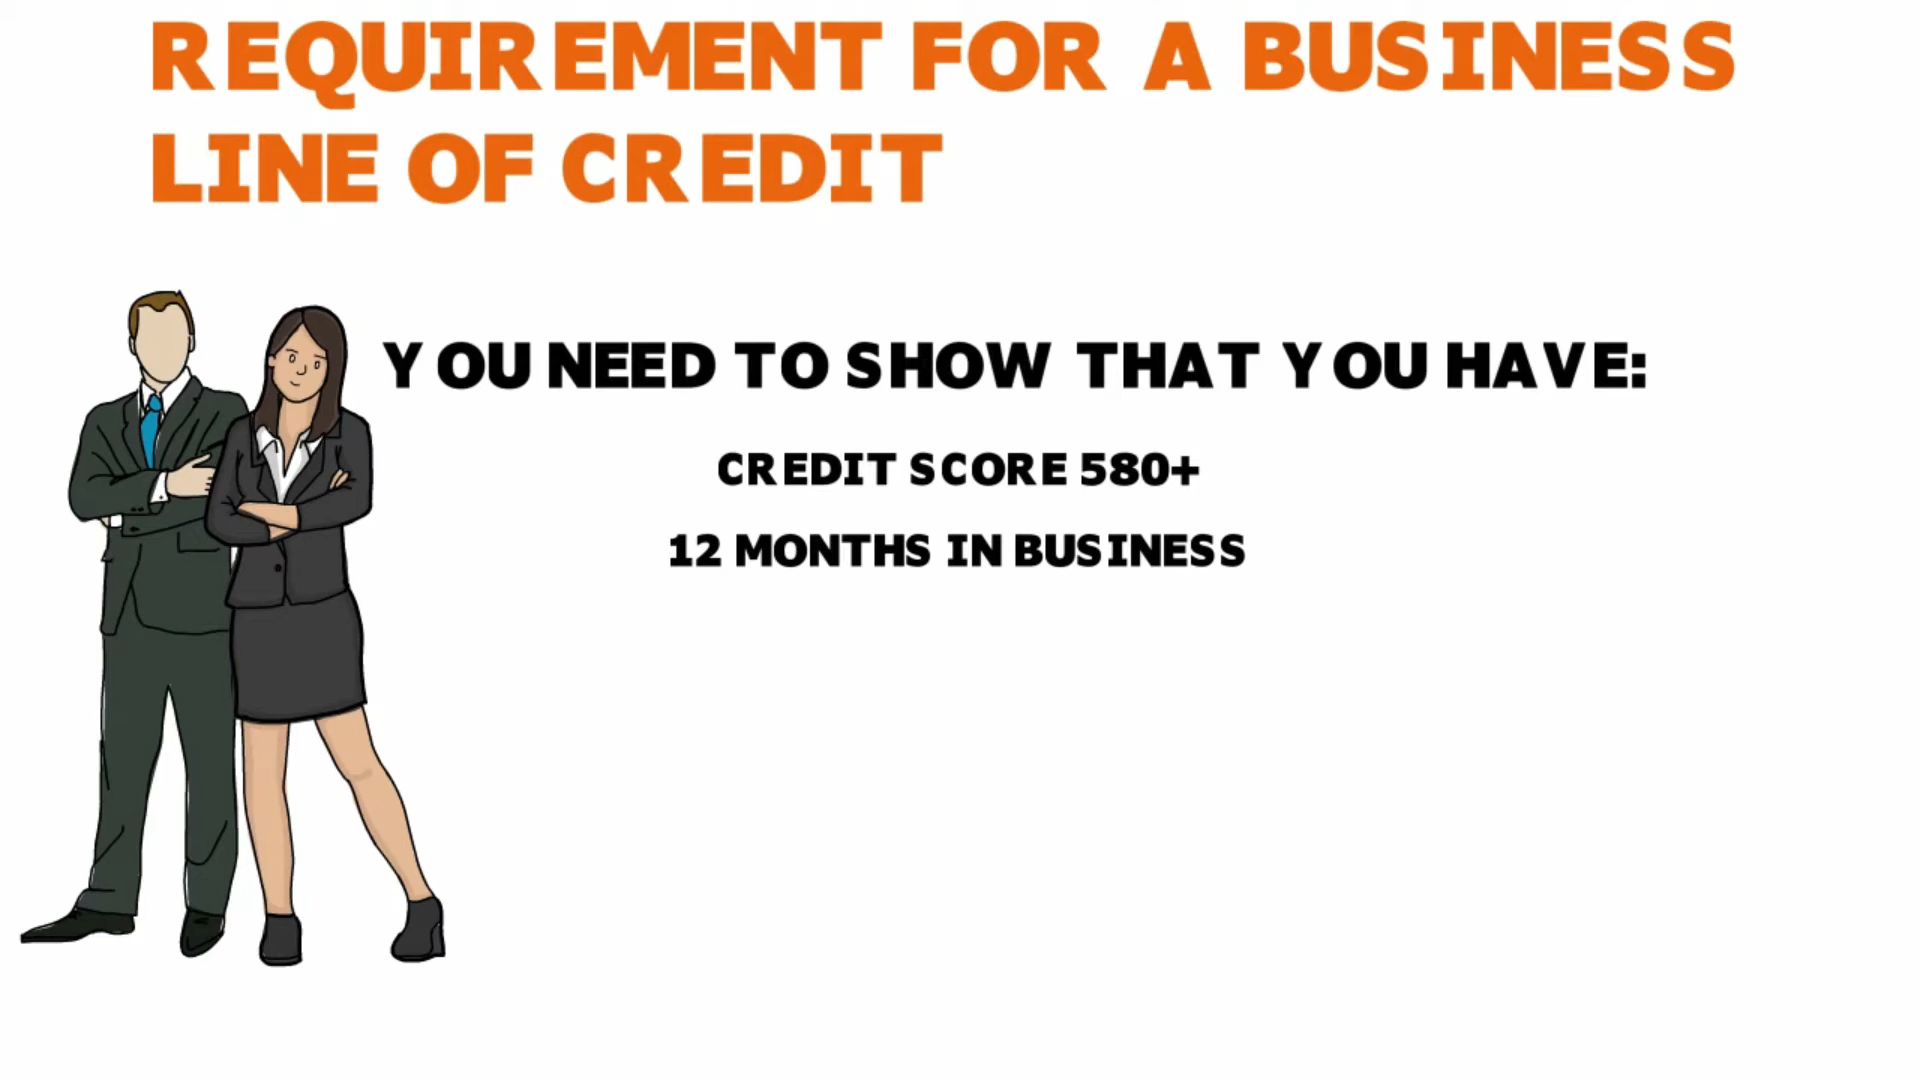 REQUIREMENT FOR A BUSINESS
LINE OF CREDIT
YOU NEED TO SHOW THAT YOU HAVE:
CREDIT SCORE 580+
12 MONTHS IN BUSINESS